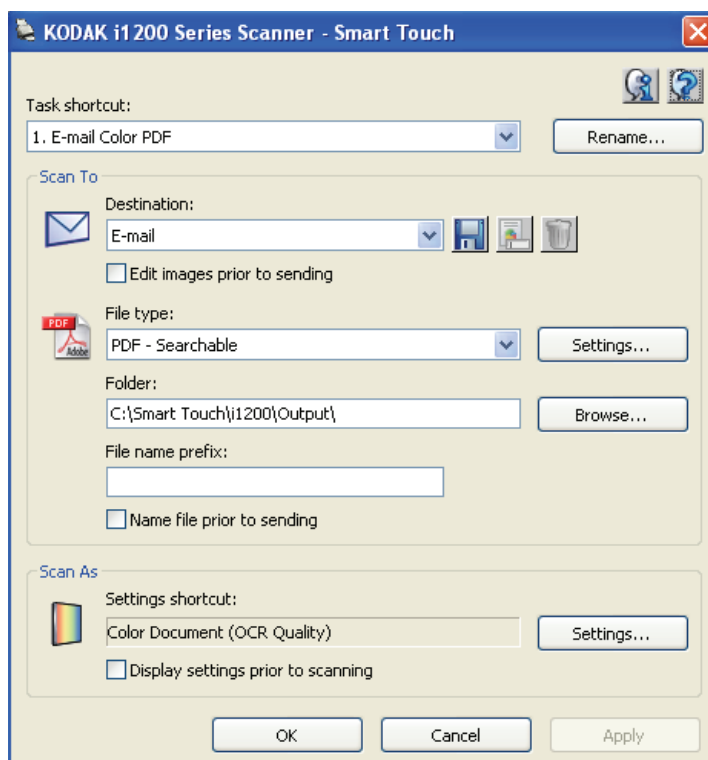 KODAK i1200 Series Scanner - Smart Touch
Task shortcut:
1. E-mail Color PDF
Rename...
Scan To
Destination:
E-mail
Edit images prior to sending
File type:
PDF
Adobe
PDF - Searchable
Settings...
Folder:
C:\Smart Touch\i1200\Output\
Browse...
File name prefix:
Name file prior to sending
Scan As
Settings shortcut:
Color Document (OCR Quality)
Settings...
Display settings prior to scanning
OK
Cancel
Apply